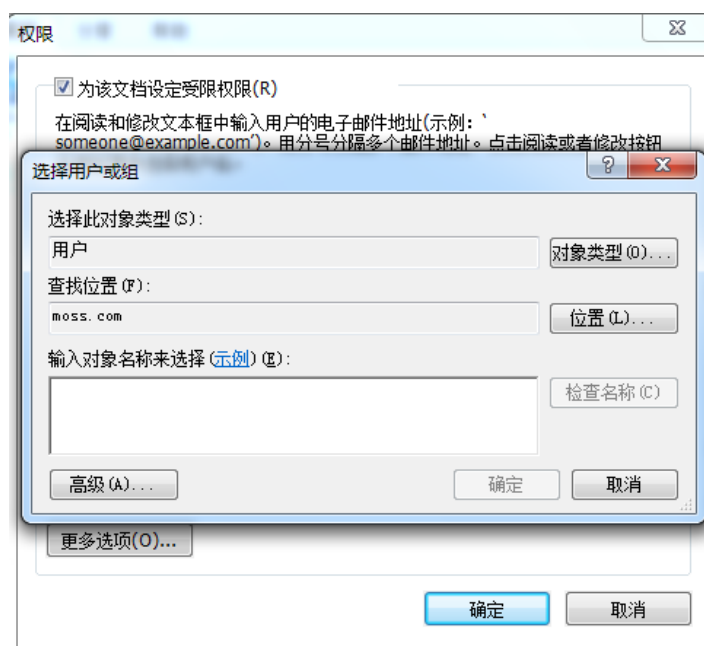 权限
为该文档设定受限权限(R)
在阅读和修改文本框中输入用户的电子邮件地址(示例：‘
someone@example.com’)。用分号分隔多个邮件地址。点击阅读或者修改按钮
选择用户或组
选择此对象类型(S):
用户
对象类型(O)...
查找位置(F):
moss.com
位置(L)...
输入对象名称来选择(示例)(E):
检查名称(C)
高级(A)...
确定
取消
更多选项(O)...
确定
取消